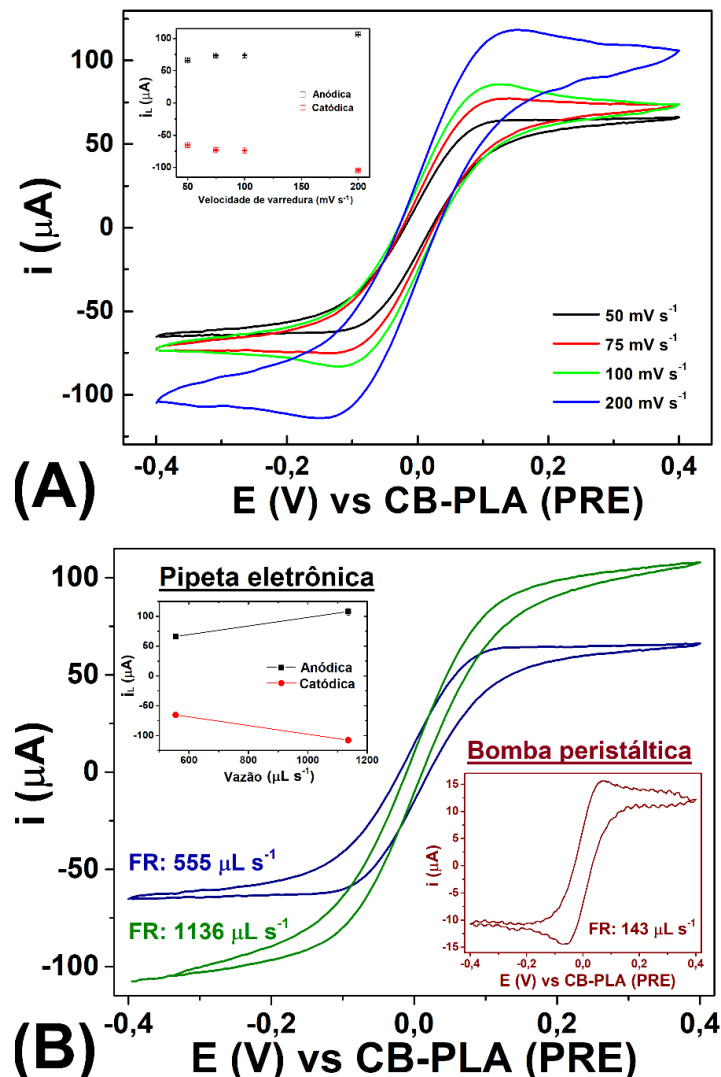 100
50
0
-50
-100
i (μA)
100
75
50
25
0
-25
-50
-75
-100
i_L (μA)
Anódica
Catódica
50
100
150
200
Velocidade de varredura (mV s⁻¹)
50 mV s⁻¹
75 mV s⁻¹
100 mV s⁻¹
200 mV s⁻¹
-0,4
-0,2
0,0
0,2
0,4
(A)
E (V) vs CB-PLA (PRE)
100
50
0
-50
-100
i (μA)
Pipeta eletrônica
100
50
0
-50
-100
i_L (μA)
Anódica
Catódica
600
800
1000
1200
Vazão (μL s⁻¹)
Bomba peristáltica
15
10
5
0
-5
-10
-15
i (μA)
FR: 143 μL s⁻¹
-0,4
-0,2
0,0
0,2
0,4
E (V) vs CB-PLA (PRE)
FR: 555 μL s⁻¹
FR: 1136 μL s⁻¹
-0,4
-0,2
0,0
0,2
0,4
(B)
E (V) vs CB-PLA (PRE)